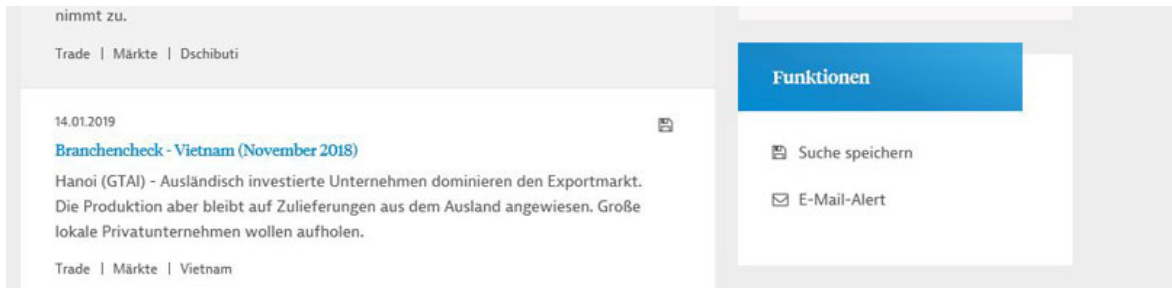 nimmt zu.
Trade | Märkte | Dschibuti
14.01.2019
Branchencheck - Vietnam (November 2018)
Hanoi (GTAI) - Ausländisch investierte Unternehmen dominieren den Exportmarkt.
Die Produktion aber bleibt auf Zulieferungen aus dem Ausland angewiesen. Große
lokale Privatunternehmen wollen aufholen.
Trade | Märkte | Vietnam
Funktionen
Suche speichern
E-Mail-Alert